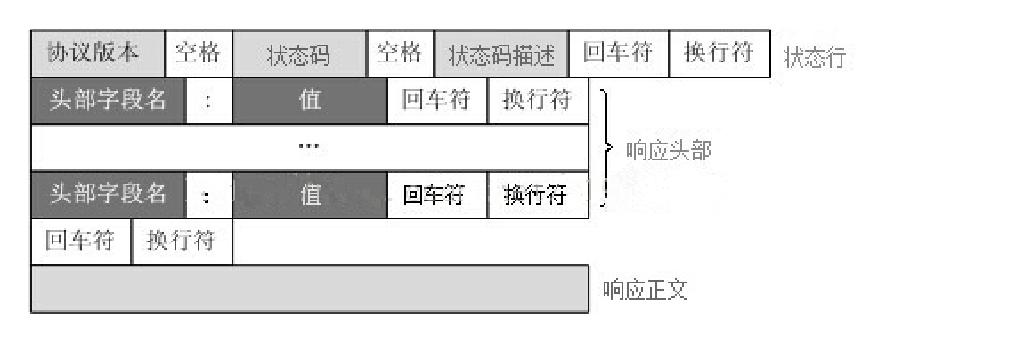 协议版本 空格 状态码 空格 状态码描述 回车符 换行符 状态行
头部字段名 : 值 回车符 换行符
...
响应头部
头部字段名 : 值 回车符 换行符
回车符 换行符
响应正文